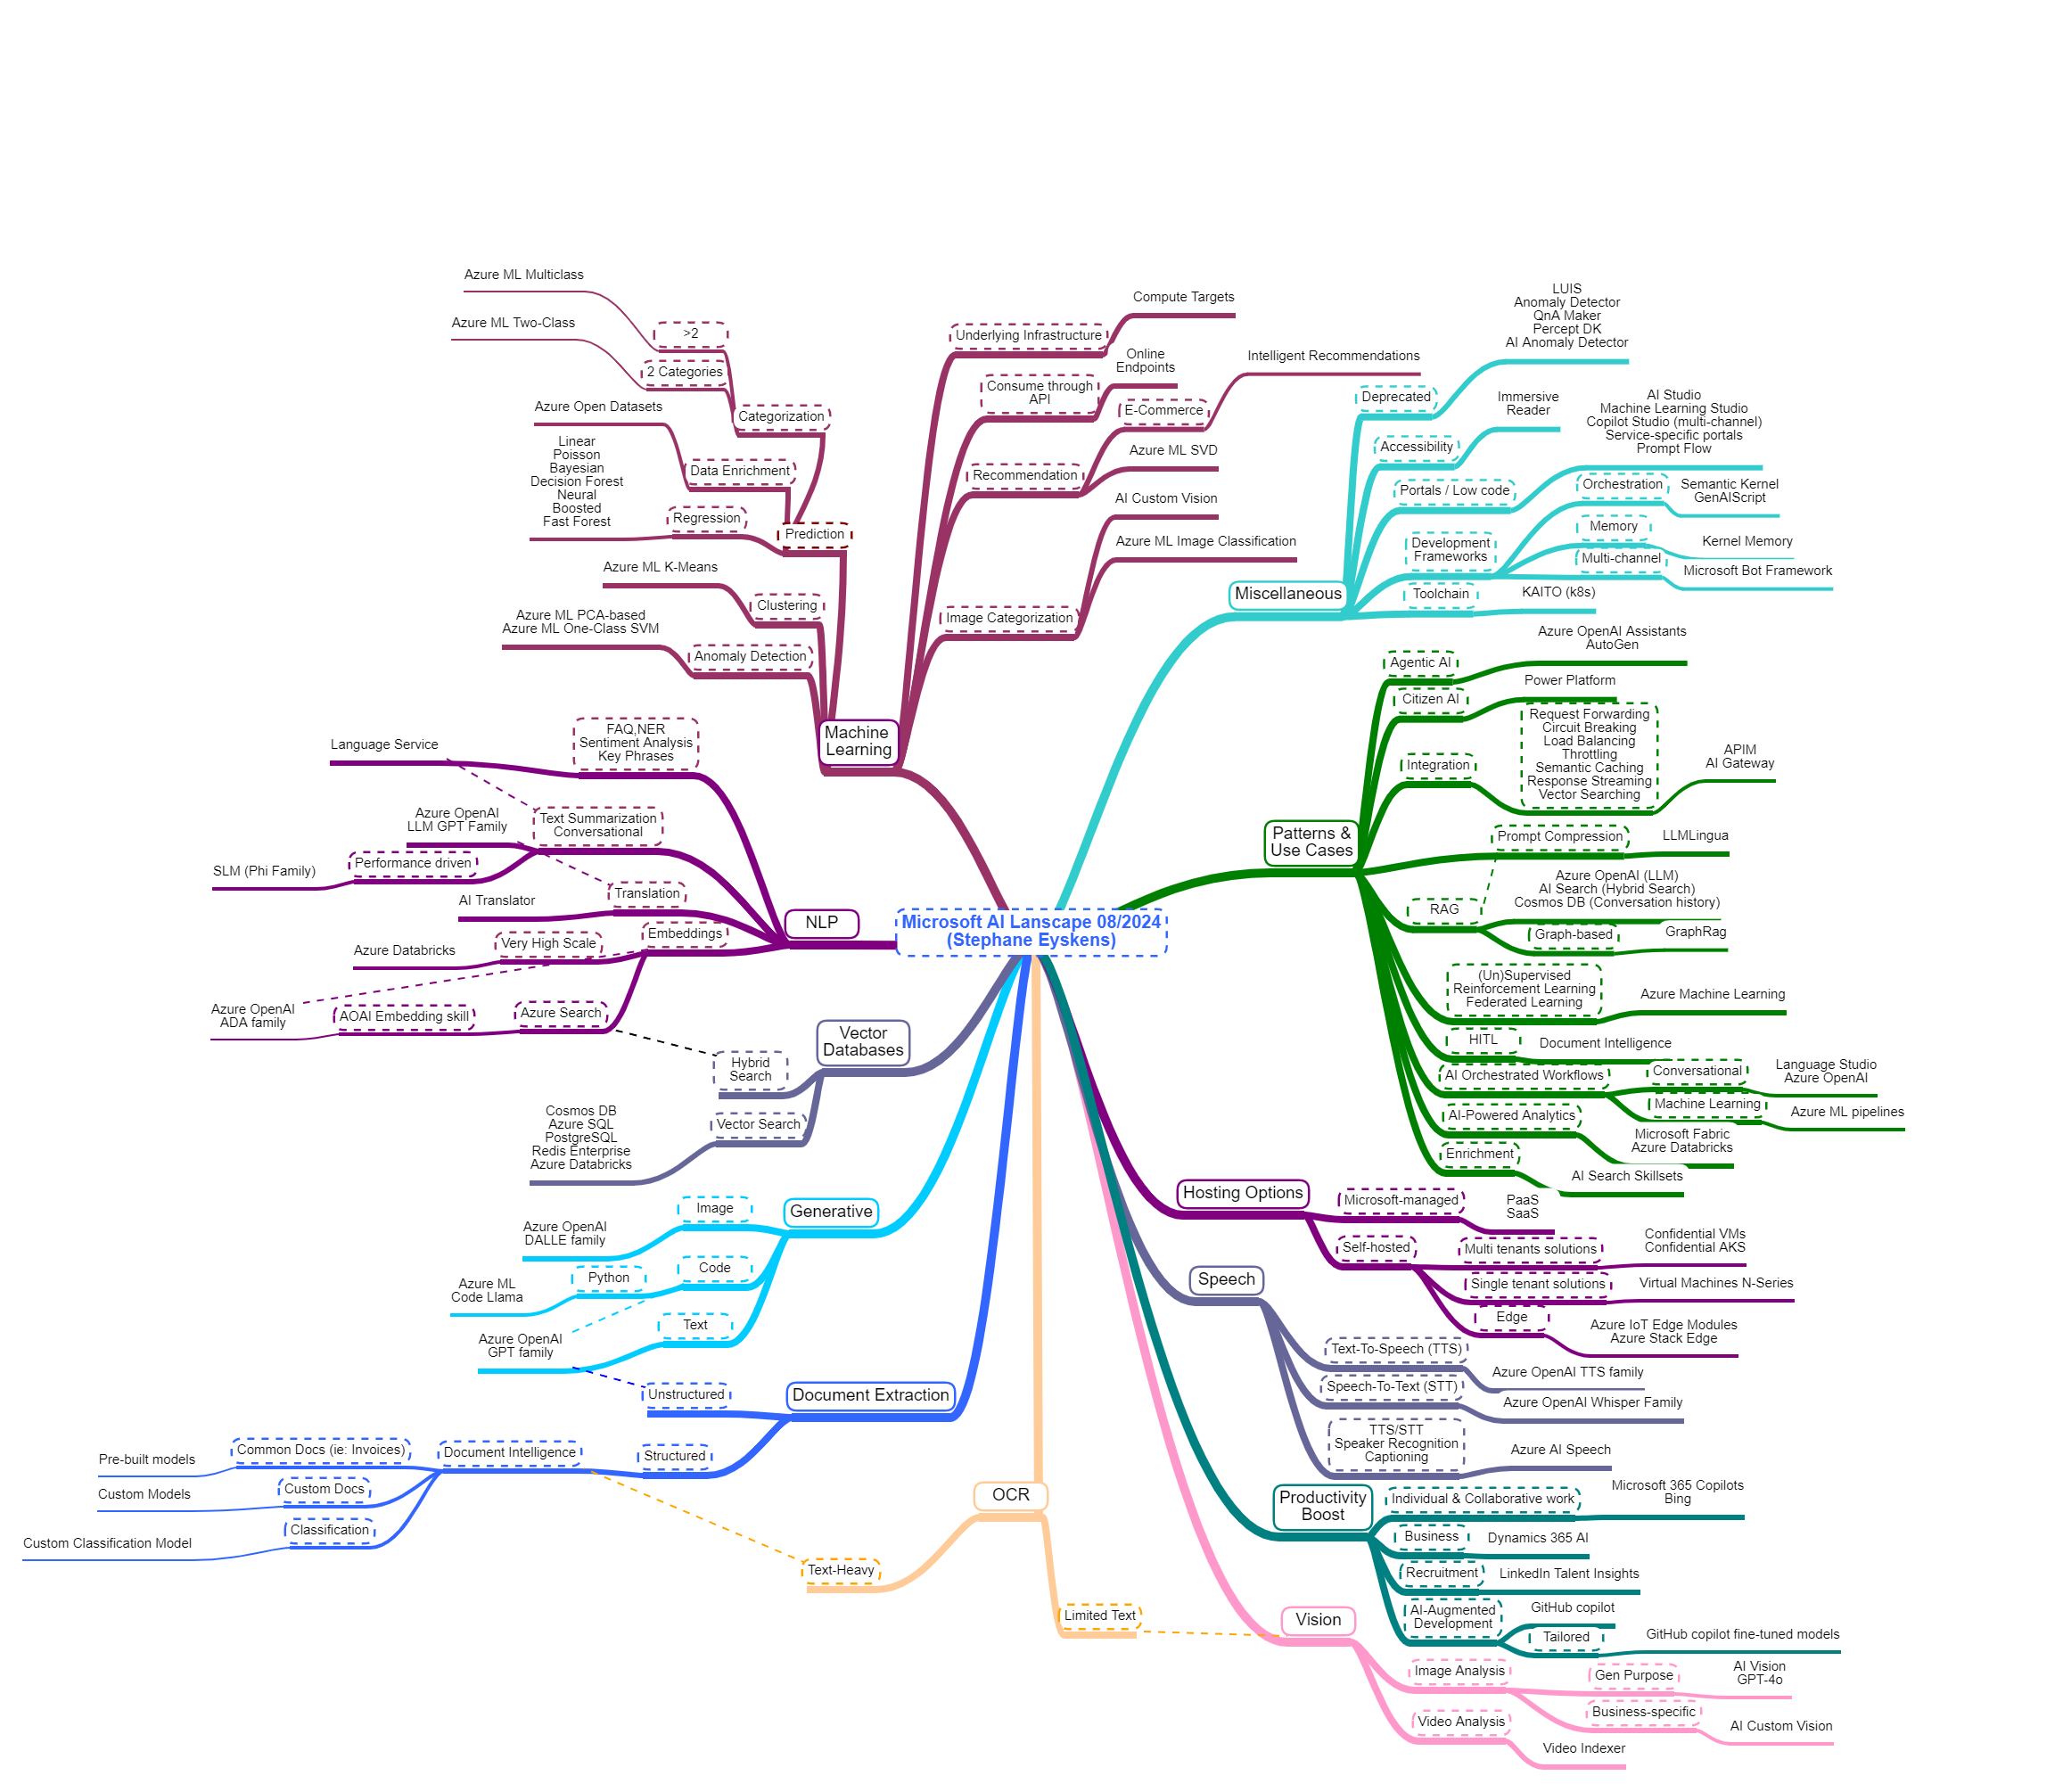 Microsoft AI Lanscape 08/2024
(Stephane Eyskens)
Machine
Learning
Azure ML Multiclass
>2
Azure ML Two-Class
2 Categories
Categorization
Azure Open Datasets
Data Enrichment
Linear
Poisson
Bayesian
Decision Forest
Neural
Boosted
Fast Forest
Regression
Prediction
Azure ML K-Means
Clustering
Azure ML PCA-based
Azure ML One-Class SVM
Anomaly Detection
Compute Targets
Underlying Infrastructure
Online
Endpoints
Consume through
API
Intelligent Recommendations
E-Commerce
Azure ML SVD
Recommendation
AI Custom Vision
Azure ML Image Classification
Image Categorization
NLP
FAQ,NER
Sentiment Analysis
Key Phrases
Language Service
Text Summarization
Conversational
Azure OpenAI
LLM GPT Family
Performance driven
SLM (Phi Family)
Translation
AI Translator
Embeddings
Very High Scale
Azure Databricks
Azure Search
AOAI Embedding skill
Azure OpenAI
ADA family
Vector
Databases
Hybrid
Search
Vector Search
Cosmos DB
Azure SQL
PostgreSQL
Redis Enterprise
Azure Databricks
Generative
Image
Azure OpenAI
DALLE family
Code
Python
Azure ML
Code Llama
Text
Azure OpenAI
GPT family
Document Extraction
Unstructured
Structured
Document Intelligence
Common Docs (ie: Invoices)
Pre-built models
Custom Docs
Custom Models
Classification
Custom Classification Model
OCR
Text-Heavy
Limited Text
Miscellaneous
LUIS
Anomaly Detector
QnA Maker
Percept DK
AI Anomaly Detector
Deprecated
Immersive
Reader
Accessibility
AI Studio
Machine Learning Studio
Copilot Studio (multi-channel)
Service-specific portals
Prompt Flow
Portals / Low code
Development
Frameworks
Orchestration
Semantic Kernel
GenAIScript
Memory
Kernel Memory
Multi-channel
Microsoft Bot Framework
Toolchain
KAITO (k8s)
Patterns &
Use Cases
Agentic AI
Azure OpenAI Assistants
AutoGen
Citizen AI
Power Platform
Integration
Request Forwarding
Circuit Breaking
Load Balancing
Throttling
Semantic Caching
Response Streaming
Vector Searching
APIM
AI Gateway
Prompt Compression
LLMLingua
RAG
Azure OpenAI (LLM)
AI Search (Hybrid Search)
Cosmos DB (Conversation history)
Graph-based
GraphRag
(Un)Supervised
Reinforcement Learning
Federated Learning
Azure Machine Learning
HITL
Document Intelligence
AI Orchestrated Workflows
Conversational
Language Studio
Azure OpenAI
Machine Learning
Azure ML pipelines
AI-Powered Analytics
Microsoft Fabric
Azure Databricks
Enrichment
AI Search Skillsets
Hosting Options
Microsoft-managed
PaaS
SaaS
Self-hosted
Multi tenants solutions
Confidential VMs
Confidential AKS
Single tenant solutions
Virtual Machines N-Series
Edge
Azure IoT Edge Modules
Azure Stack Edge
Speech
Text-To-Speech (TTS)
Azure OpenAI TTS family
Speech-To-Text (STT)
Azure OpenAI Whisper Family
TTS/STT
Speaker Recognition
Captioning
Azure AI Speech
Productivity
Boost
Individual & Collaborative work
Microsoft 365 Copilots
Bing
Business
Dynamics 365 AI
Recruitment
LinkedIn Talent Insights
AI-Augmented
Development
GitHub copilot
Tailored
GitHub copilot fine-tuned models
Vision
Image Analysis
Gen Purpose
AI Vision
GPT-4o
Business-specific
AI Custom Vision
Video Analysis
Video Indexer